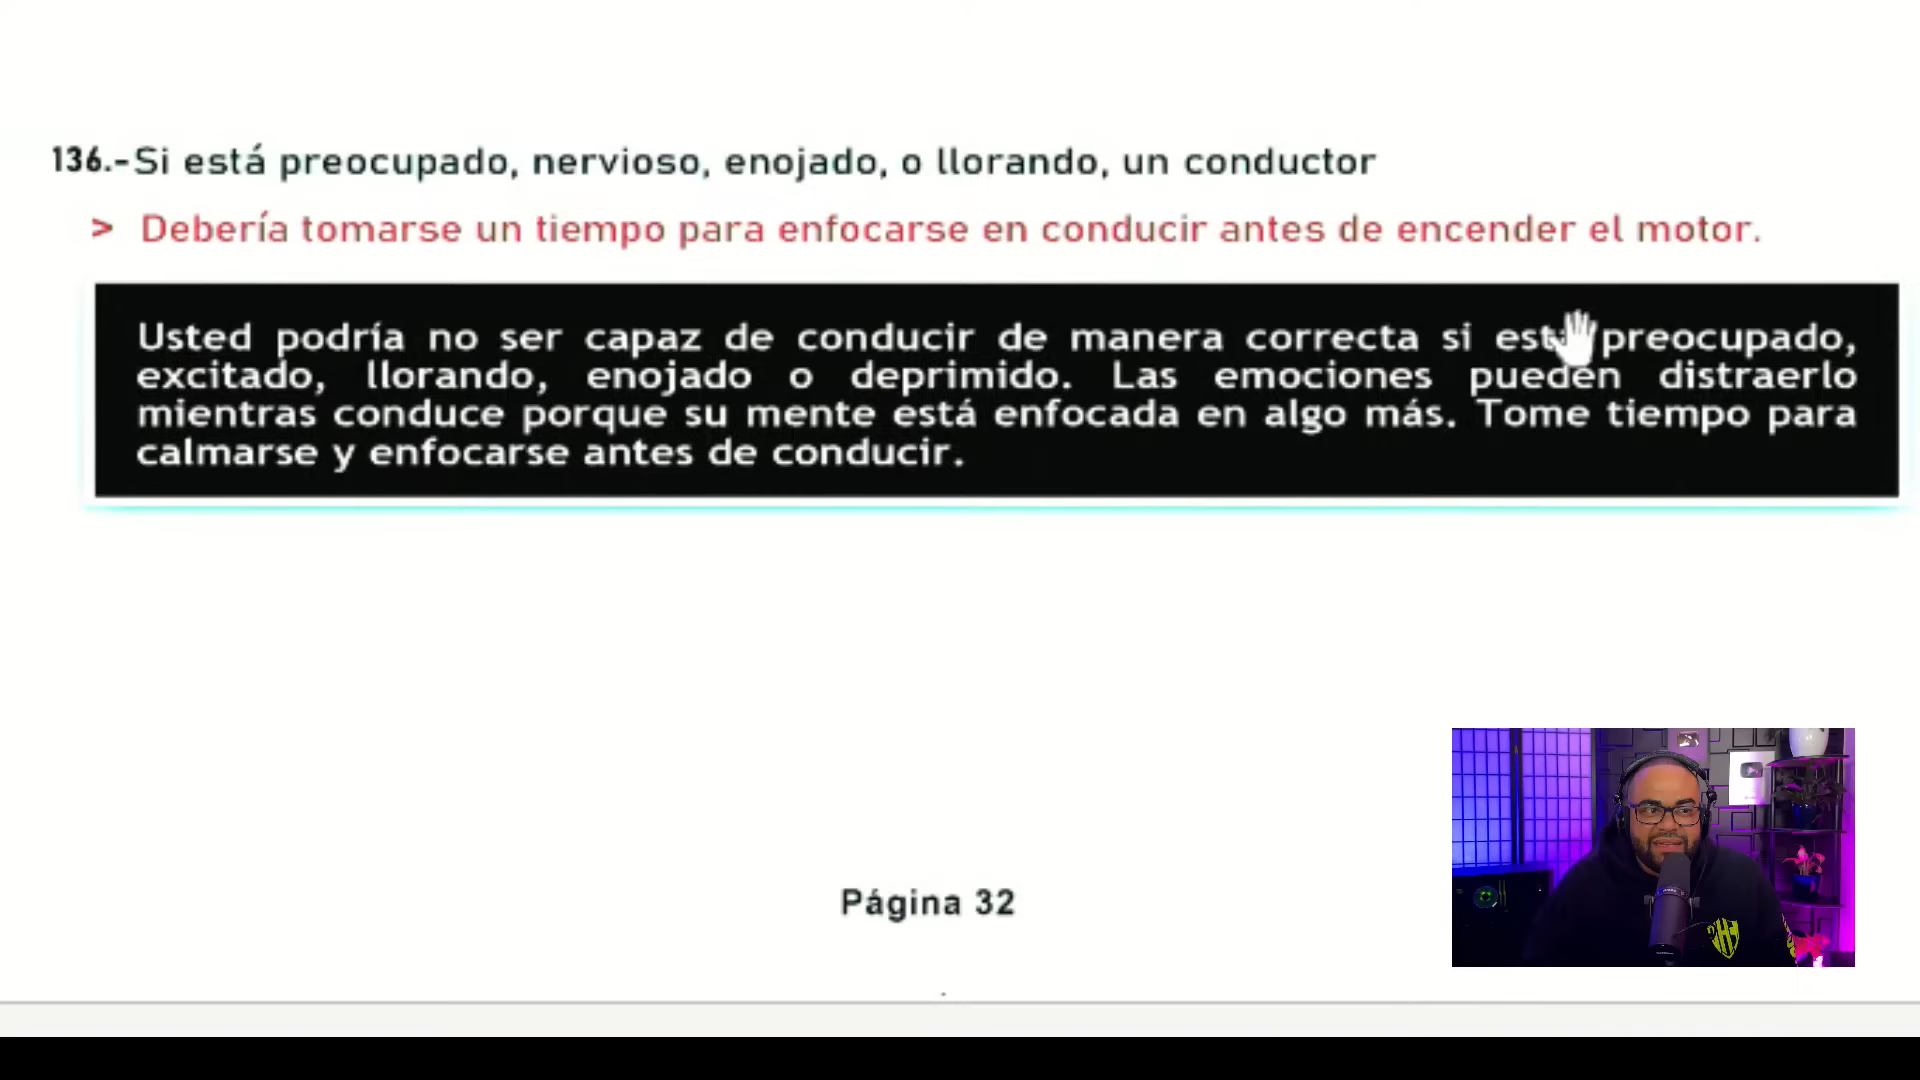 136.-Si está preocupado, nervioso, enojado, o llorando, un conductor
> Debería tomarse un tiempo para enfocarse en conducir antes de encender el motor.
Usted podría no ser capaz de conducir de manera correcta si está preocupado,
excitado, llorando, enojado o deprimido. Las emociones pueden distraerlo
mientras conduce porque su mente está enfocada en algo más. Tome tiempo para
calmarse y enfocarse antes de conducir.
Página 32